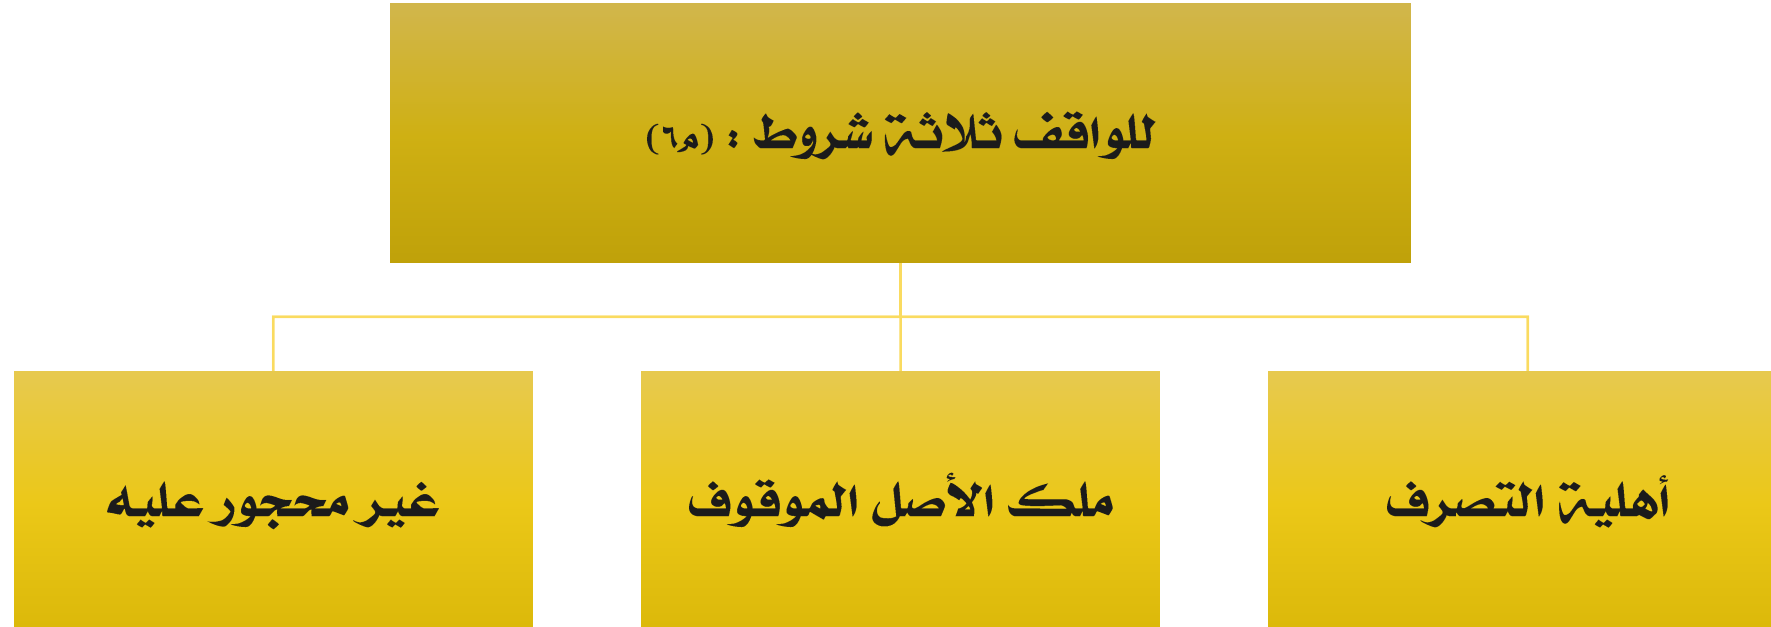 للواقف ثلاثة شروط : (م٦)
أهلية التصرف
ملك الأصل الموقوف
غير محجور عليه